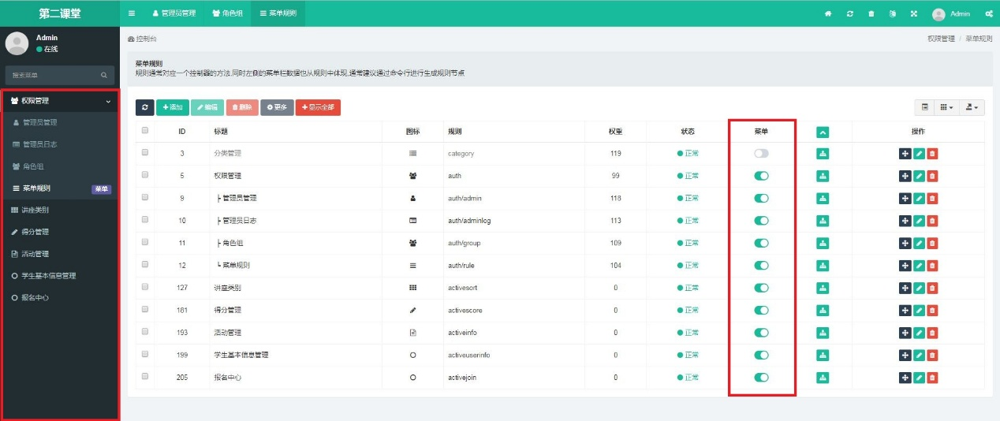 第二课堂
管理员管理 角色组 菜单规则 Admin
Admin
在线
控制台 权限管理 / 菜单规则
搜索菜单
菜单规则
规则通常对应一个控制器的方法,同时左侧的菜单栏数据也从规则中体现,通常建议通过命令行进行生成规则节点
权限管理
管理员管理
管理员日志
角色组
菜单规则 菜单
讲座类别
得分管理
活动管理
学生基本信息管理
报名中心
添加 编辑 删除 更多 显示全部
ID 标题 图标 规则 权重 状态 菜单 操作
3 分类管理 category 119 正常
5 权限管理 auth 99 正常
9 ├ 管理员管理 auth/admin 118 正常
10 ├ 管理员日志 auth/adminlog 113 正常
11 ├ 角色组 auth/group 109 正常
12 └ 菜单规则 auth/rule 104 正常
127 讲座类别 activesort 0 正常
181 得分管理 activescore 0 正常
193 活动管理 activeinfo 0 正常
199 学生基本信息管理 activeuserinfo 0 正常
205 报名中心 activejoin 0 正常